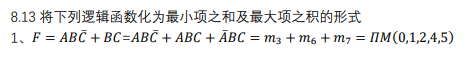 8.13 将下列逻辑函数化为最小项之和及最大项之积的形式
1、F = ABC̄ + BC=ABC̄ + ABC + ĀBC = m₃ + m₆ + m₇ = ΠM(0,1,2,4,5)